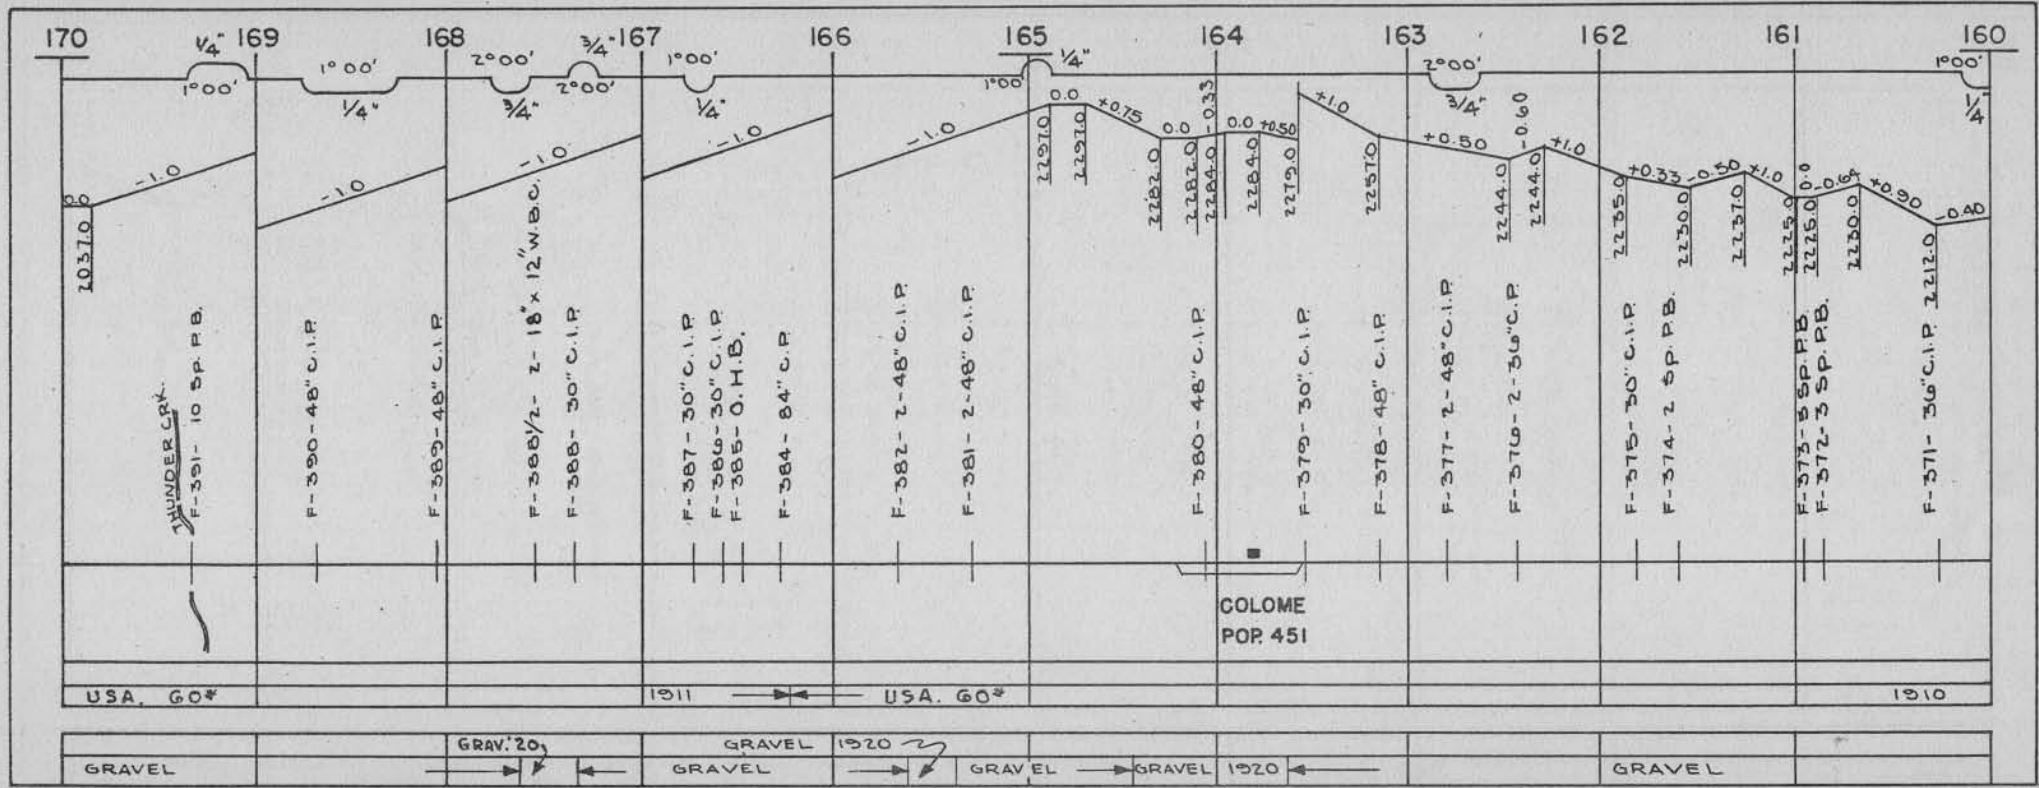 170 169 168 167 166 165 164 163 162 161 160
1/4" 3/4" 1/4"
1°00' 2°00' 1°00' 2°00' 1°00'
1°00' 2°00' 1°00'
1/4" 3/4" 1/4" 3/4" 1/4
0.0 -1.0 -1.0 -1.0 -1.0 -1.0 0.0 +0.75 0.0 -0.33 0.0 +0.50 +1.0 +0.50 -0.60 +1.0 +0.33 -0.50 +1.0 0.0 -0.64 +0.90 -0.40
2037.0
2297.0
2297.0
2282.0
2282.0
2284.0
2284.0
2279.0
2257.0
2244.0
2244.0
2235.0
2230.0
2237.0
2225.0
2225.0
2230.0
2212.0
THUNDER CRK.
F-391- 10 Sp. P.B.
F-390-48" C.I.P.
F-389-48" C.I.P.
F-388 1/2- 2- 18" x 12" W.B.O.
F-388- 30" C.I.P.
F-387-30" C.I.P.
F-386-30" C.I.P.
F-385- O.H.B.
F-384- 84" C.P.
F-382- 2-48" C.I.P.
F-381- 2-48" C.I.P.
F-380- 48" C.I.P.
F-379- 30" C.I.P.
F-378-48" C.I.P.
F-377-2-48" C.I.P.
F-376-2-36" C.I.P.
F-375-30" C.I.P.
F-374-2 Sp. P.B.
F-373-3 Sp. P.B.
F-372-3 Sp. P.B.
F-371- 36" C.I.P.
COLOME
POP. 451
USA. 60# 1911 USA. 60# 1910
GRAV. '20 GRAVEL 1920
GRAVEL GRAVEL GRAVEL GRAVEL 1920 GRAVEL